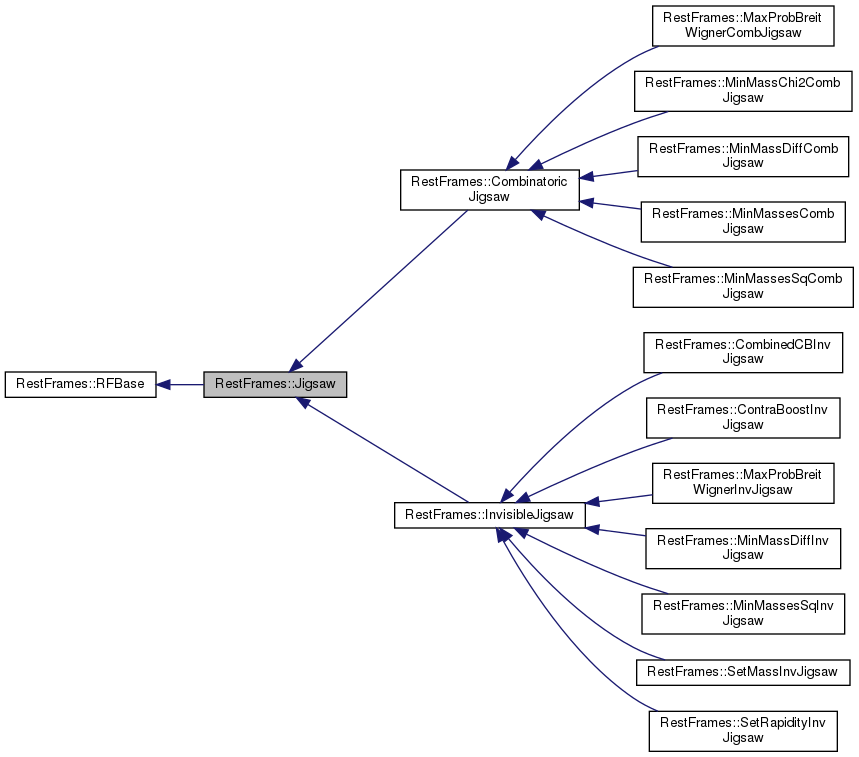 RestFrames::MaxProbBreit
WignerCombJigsaw
RestFrames::MinMassChi2Comb
Jigsaw
RestFrames::MinMassDiffComb
Jigsaw
RestFrames::Combinatoric
Jigsaw
RestFrames::MinMassesComb
Jigsaw
RestFrames::MinMassesSqComb
Jigsaw
RestFrames::CombinedCBInv
Jigsaw
RestFrames::RFBase
RestFrames::Jigsaw
RestFrames::ContraBoostInv
Jigsaw
RestFrames::MaxProbBreit
WignerInvJigsaw
RestFrames::InvisibleJigsaw
RestFrames::MinMassDiffInv
Jigsaw
RestFrames::MinMassesSqInv
Jigsaw
RestFrames::SetMassInvJigsaw
RestFrames::SetRapidityInv
Jigsaw